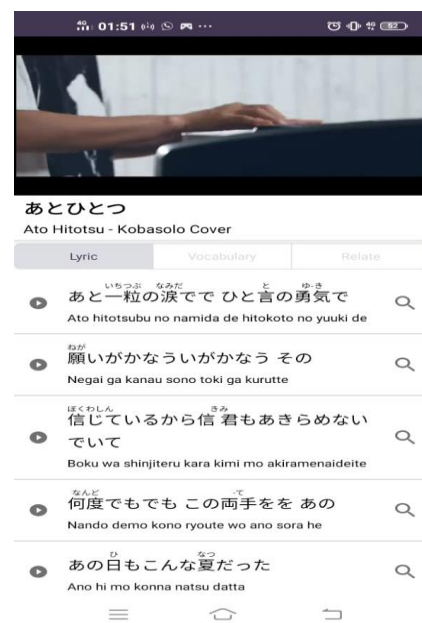 4G 01:51 ··· 4G 52
あとひとつ
Ato Hitotsu - Kobasolo Cover
Lyric Vocabulary Relate
いちつぶ なみだ と ゆ-き
あと一粒の涙でで ひと言の勇気で
Ato hitotsubu no namida de hitokoto no yuuki de
ねが
願いがかなういがかなう その
Negai ga kanau sono toki ga kurutte
ぼくわしん きみ
信じているから信 君もあきらめない
でいて
Boku wa shinjiteru kara kimi mo akiramenaideite
なんど -て
何度でもでも この両手をを あの
Nando demo kono ryoute wo ano sora he
ひ なつ
あの日もこんな夏だった
Ano hi mo konna natsu datta